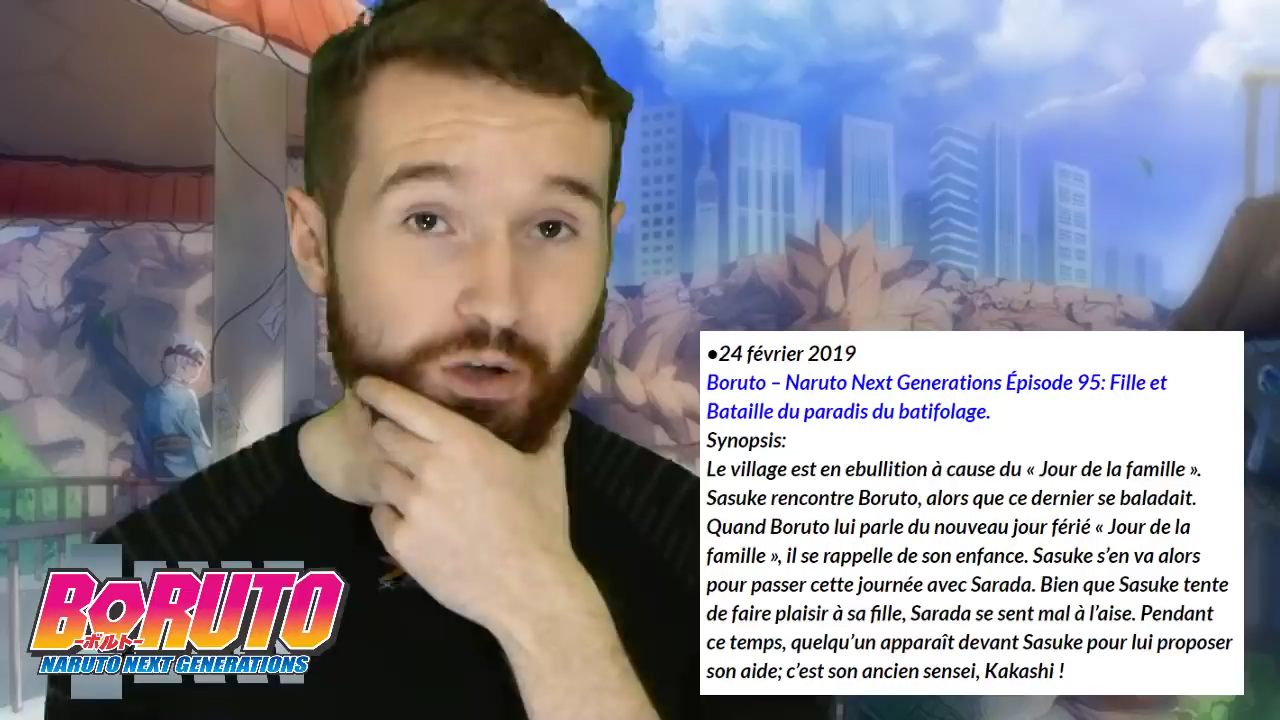 ●24 février 2019
Boruto – Naruto Next Generations Épisode 95: Fille et
Bataille du paradis du batifolage.
Synopsis:
Le village est en ebullition à cause du « Jour de la famille ».
Sasuke rencontre Boruto, alors que ce dernier se baladait.
Quand Boruto lui parle du nouveau jour férié « Jour de la
famille », il se rappelle de son enfance. Sasuke s’en va alors
pour passer cette journée avec Sarada. Bien que Sasuke tente
de faire plaisir à sa fille, Sarada se sent mal à l’aise. Pendant
ce temps, quelqu’un apparaît devant Sasuke pour lui proposer
son aide; c’est son ancien sensei, Kakashi !
BORUTO
-ボルト-
NARUTO NEXT GENERATIONS